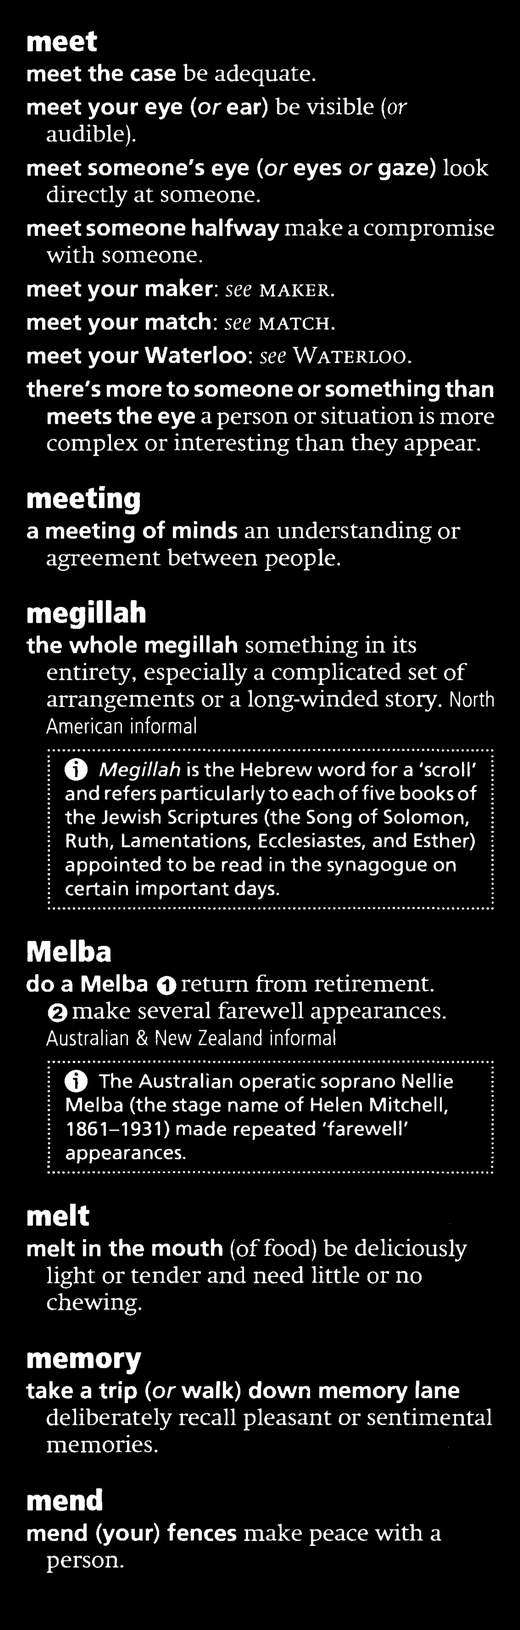 meet
meet the case be adequate.
meet your eye (or ear) be visible (or
audible).
meet someone's eye (or eyes or gaze) look
directly at someone.
meet someone halfway make a compromise
with someone.
meet your maker: see MAKER.
meet your match: see MATCH.
meet your Waterloo: see WATERLOO.
there's more to someone or something than
meets the eye a person or situation is more
complex or interesting than they appear.
meeting
a meeting of minds an understanding or
agreement between people.
megillah
the whole megillah something in its
entirety, especially a complicated set of
arrangements or a long-winded story. North
American informal
ⓘ Megillah is the Hebrew word for a 'scroll'
and refers particularly to each of five books of
the Jewish Scriptures (the Song of Solomon,
Ruth, Lamentations, Ecclesiastes, and Esther)
appointed to be read in the synagogue on
certain important days.
Melba
do a Melba ❶ return from retirement.
❷ make several farewell appearances.
Australian & New Zealand informal
ⓘ The Australian operatic soprano Nellie
Melba (the stage name of Helen Mitchell,
1861–1931) made repeated 'farewell'
appearances.
melt
melt in the mouth (of food) be deliciously
light or tender and need little or no
chewing.
memory
take a trip (or walk) down memory lane
deliberately recall pleasant or sentimental
memories.
mend
mend (your) fences make peace with a
person.